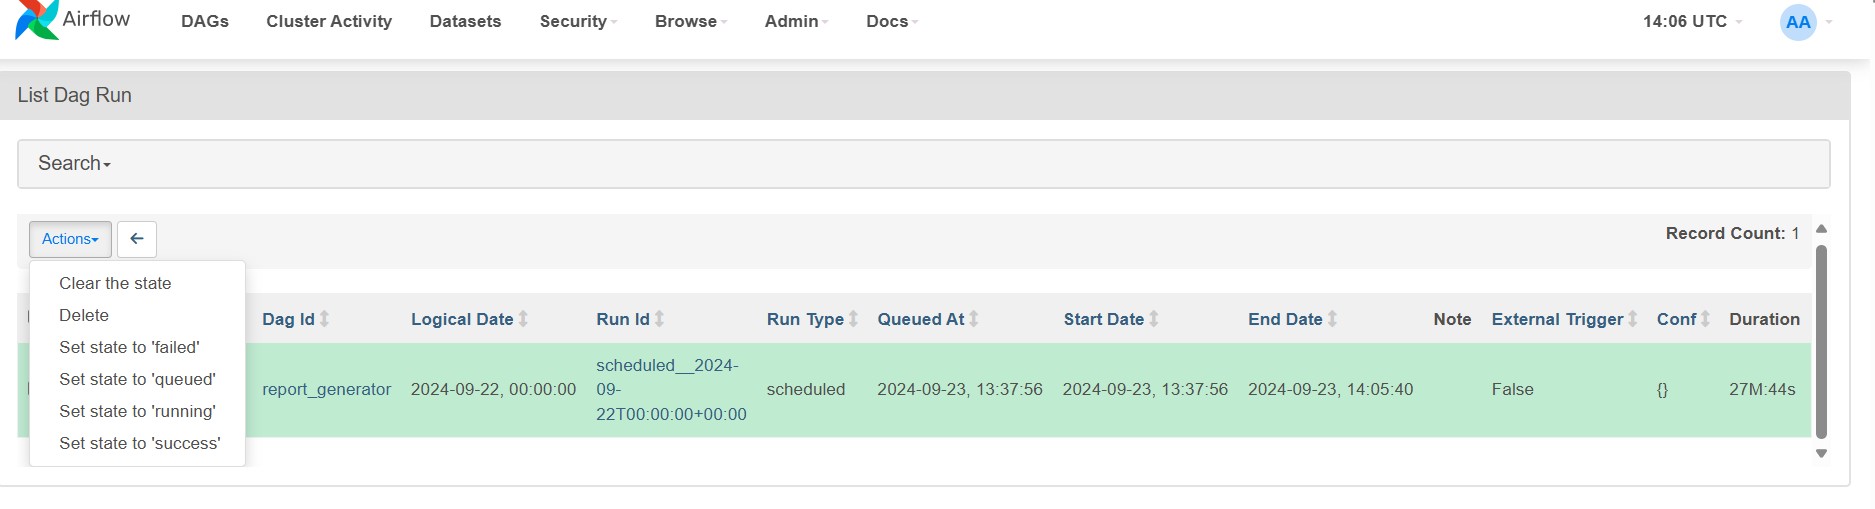 Airflow DAGs Cluster Activity Datasets Security Browse Admin Docs 14:06 UTC AA
List Dag Run
Search
Actions Record Count: 1
Clear the state
Delete
Set state to 'failed'
Set state to 'queued'
Set state to 'running'
Set state to 'success'
Dag Id Logical Date Run Id Run Type Queued At Start Date End Date Note External Trigger Conf Duration
report_generator 2024-09-22, 00:00:00 scheduled__2024-
09-
22T00:00:00+00:00 scheduled 2024-09-23, 13:37:56 2024-09-23, 13:37:56 2024-09-23, 14:05:40 False {} 27M:44s